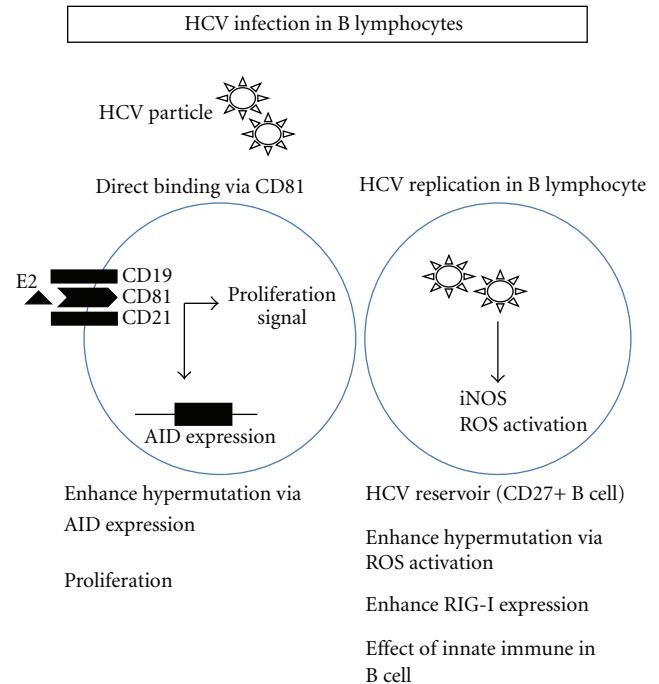 HCV infection in B lymphocytes
HCV particle
Direct binding via CD81
E2
CD19
CD81
CD21
Proliferation
signal
AID expression
Enhance hypermutation via
AID expression
Proliferation
HCV replication in B lymphocyte
iNOS
ROS activation
HCV reservoir (CD27+ B cell)
Enhance hypermutation via
ROS activation
Enhance RIG-I expression
Effect of innate immune in
B cell